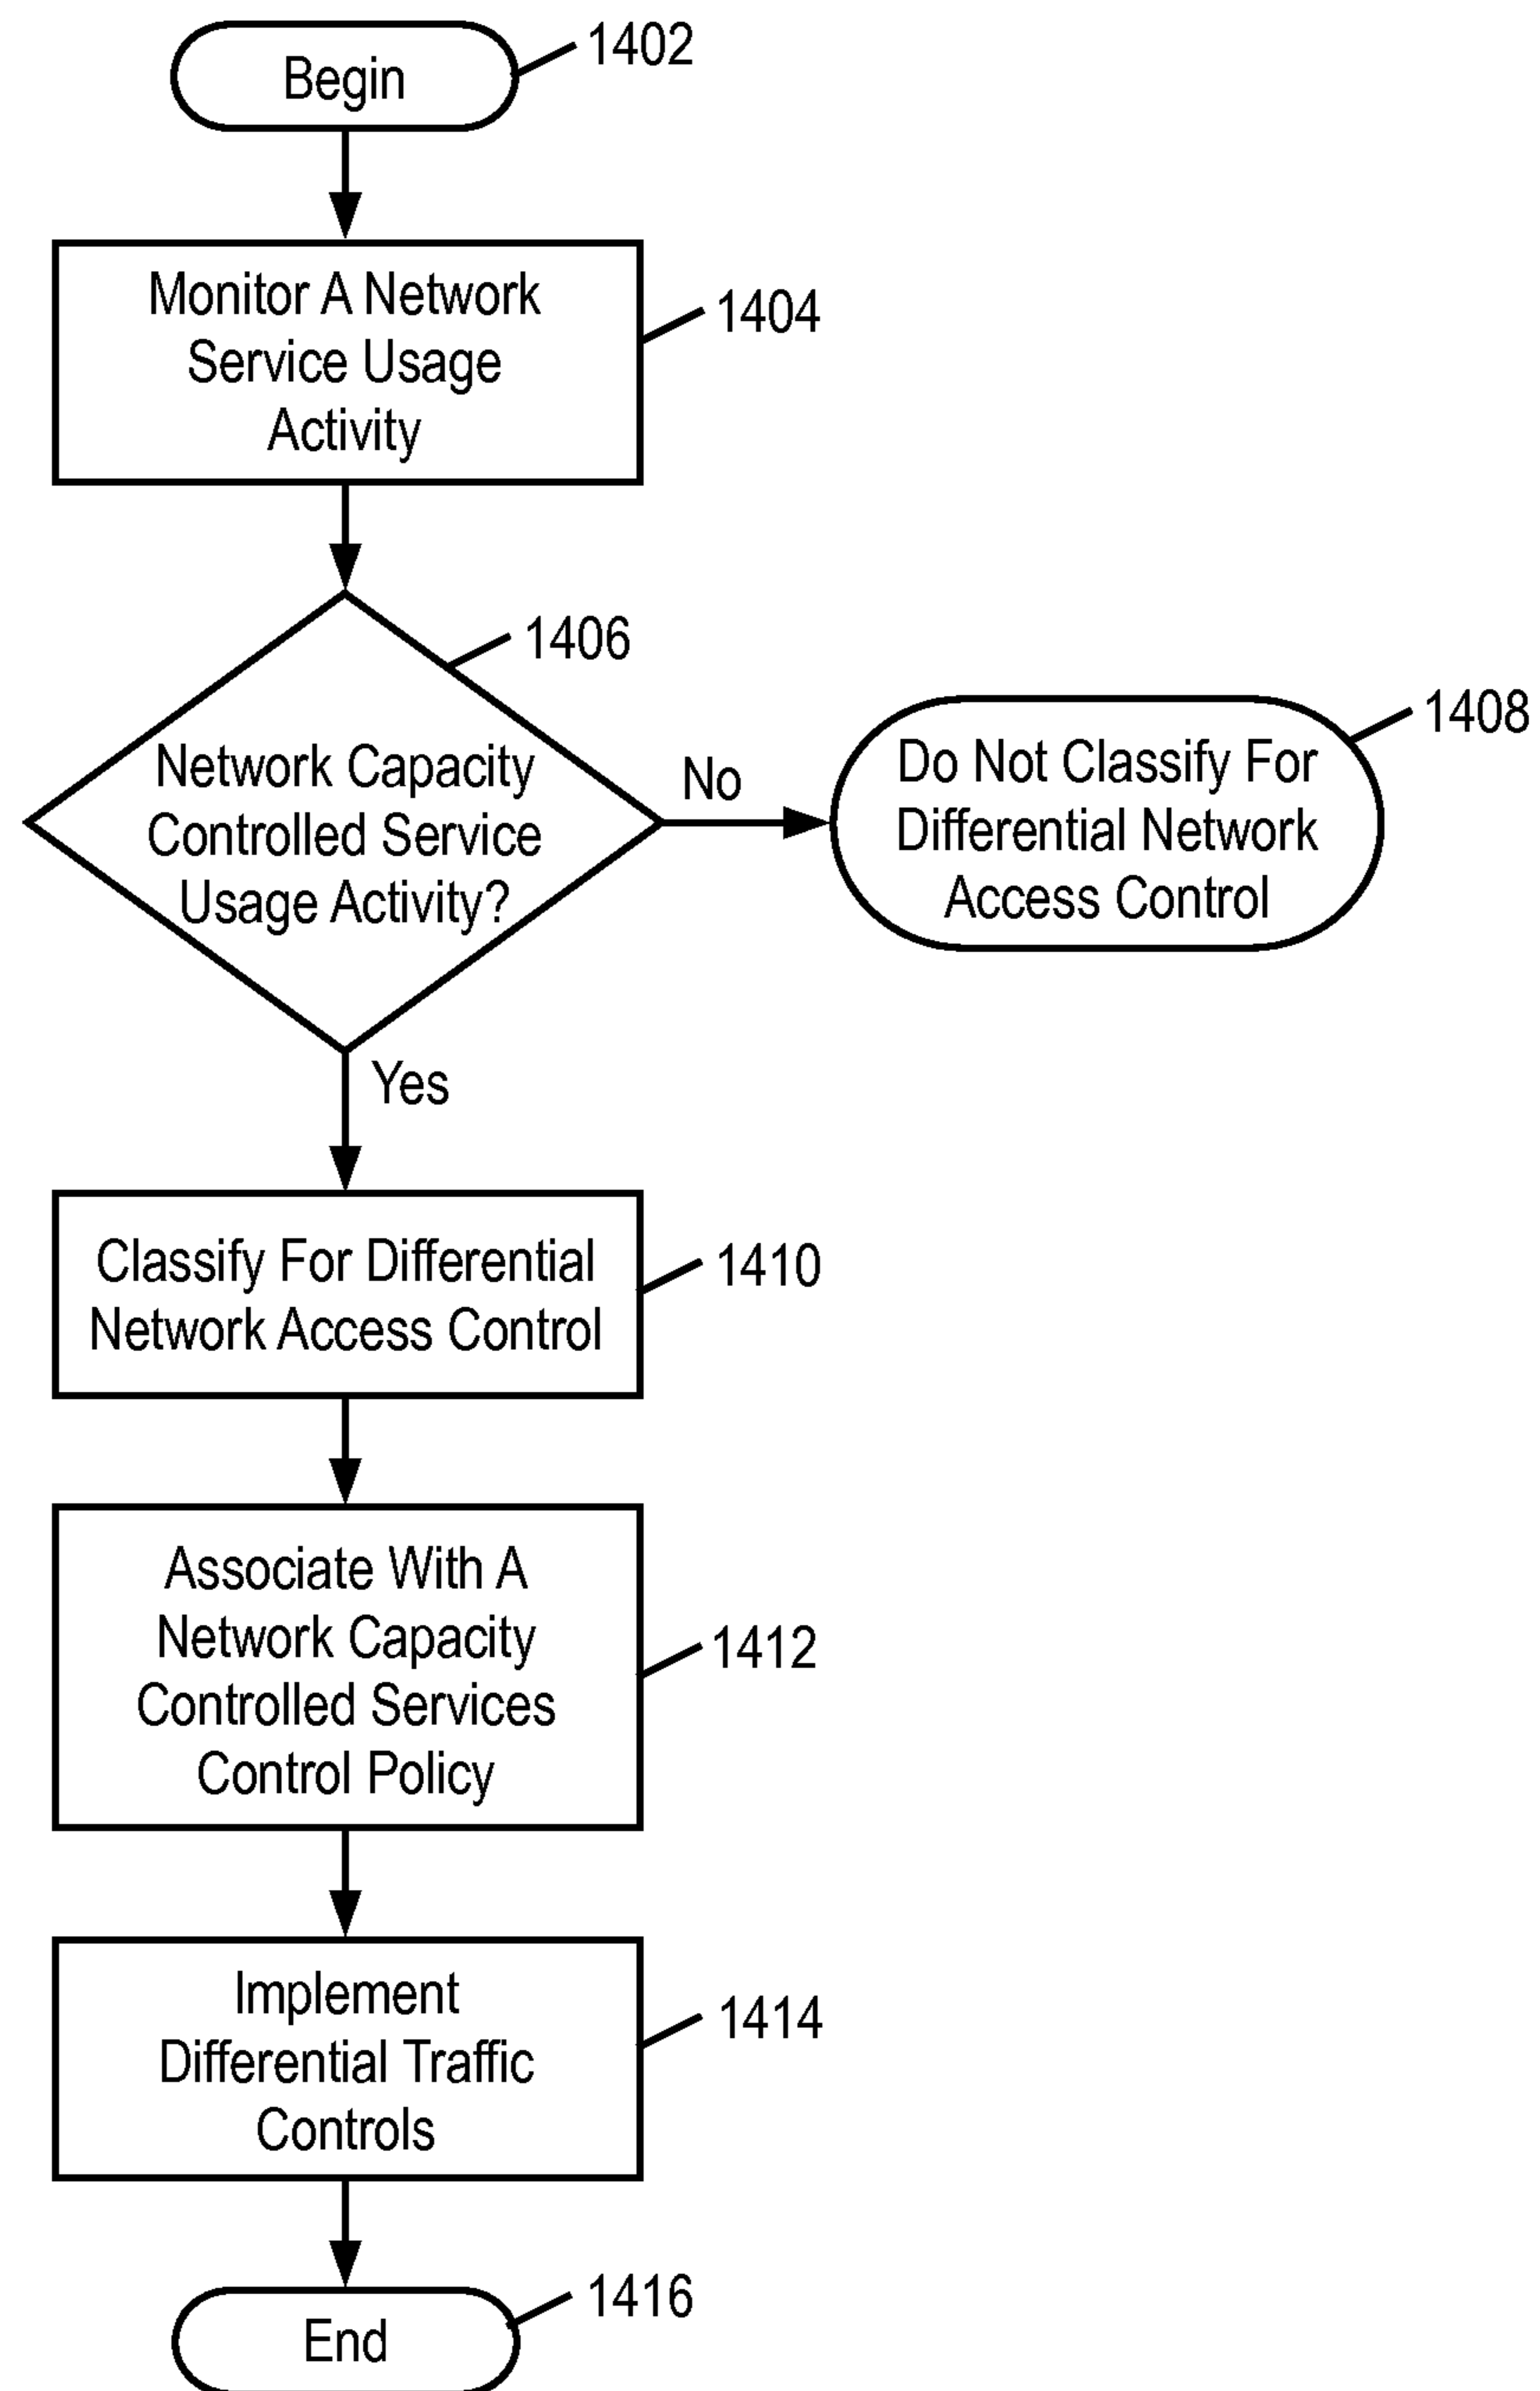 Begin
1402
Monitor A Network
Service Usage
Activity
1404
1406
Network Capacity
Controlled Service
Usage Activity?
No
1408
Do Not Classify For
Differential Network
Access Control
Yes
Classify For Differential
Network Access Control
1410
Associate With A
Network Capacity
Controlled Services
Control Policy
1412
Implement
Differential Traffic
Controls
1414
End
1416